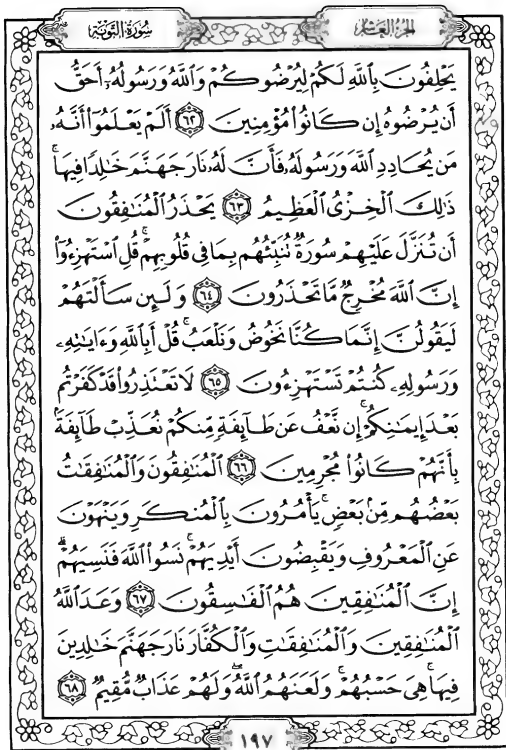 الجزء العاشر
سورة التوبة
يَحْلِفُونَ بِٱللَّهِ لَكُمْ لِيُرْضُوكُمْ وَٱللَّهُ وَرَسُولُهُۥٓ أَحَقُّ
أَن يُرْضُوهُ إِن كَانُوا۟ مُؤْمِنِينَ ٦٢ أَلَمْ يَعْلَمُوٓا۟ أَنَّهُۥ
مَن يُحَادِدِ ٱللَّهَ وَرَسُولَهُۥ فَأَنَّ لَهُۥ نَارَ جَهَنَّمَ خَـٰلِدًا فِيهَا ۚ
ذَٰلِكَ ٱلْخِزْىُ ٱلْعَظِيمُ ٦٣ يَحْذَرُ ٱلْمُنَـٰفِقُونَ
أَن تُنَزَّلَ عَلَيْهِمْ سُورَةٌ تُنَبِّئُهُم بِمَا فِى قُلُوبِهِمْ ۚ قُلِ ٱسْتَهْزِءُوٓا۟
إِنَّ ٱللَّهَ مُخْرِجٌ مَّا تَحْذَرُونَ ٦٤ وَلَئِن سَأَلْتَهُمْ
لَيَقُولُنَّ إِنَّمَا كُنَّا نَخُوضُ وَنَلْعَبُ ۚ قُلْ أَبِٱللَّهِ وَءَايَـٰتِهِۦ
وَرَسُولِهِۦ كُنتُمْ تَسْتَهْزِءُونَ ٦٥ لَا تَعْتَذِرُوا۟ قَدْ كَفَرْتُم
بَعْدَ إِيمَـٰنِكُمْ ۚ إِن نَّعْفُ عَن طَآئِفَةٍ مِّنكُمْ نُعَذِّبْ طَآئِفَةًۢ
بِأَنَّهُمْ كَانُوا۟ مُجْرِمِينَ ٦٦ ٱلْمُنَـٰفِقُونَ وَٱلْمُنَـٰفِقَـٰتُ
بَعْضُهُم مِّنۢ بَعْضٍ ۚ يَأْمُرُونَ بِٱلْمُنكَرِ وَيَنْهَوْنَ
عَنِ ٱلْمَعْرُوفِ وَيَقْبِضُونَ أَيْدِيَهُمْ ۚ نَسُوا۟ ٱللَّهَ فَنَسِيَهُمْ ۗ
إِنَّ ٱلْمُنَـٰفِقِينَ هُمُ ٱلْفَـٰسِقُونَ ٦٧ وَعَدَ ٱللَّهُ
ٱلْمُنَـٰفِقِينَ وَٱلْمُنَـٰفِقَـٰتِ وَٱلْكُفَّارَ نَارَ جَهَنَّمَ خَـٰلِدِينَ
فِيهَا ۚ هِىَ حَسْبُهُمْ ۚ وَلَعَنَهُمُ ٱللَّهُ ۖ وَلَهُمْ عَذَابٌ مُّقِيمٌ ٦٨
١٩٧